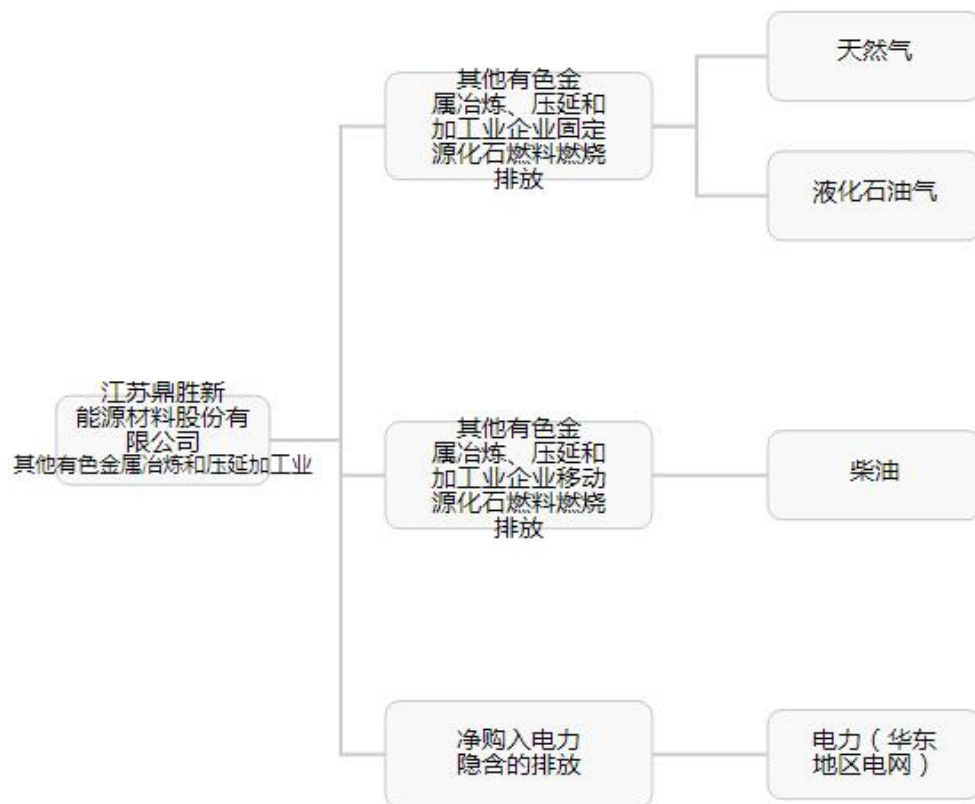 江苏鼎胜新
能源材料股份有
限公司
其他有色金属冶炼和压延加工业
其他有色金
属冶炼、压延和
加工业企业固定
源化石燃料燃烧
排放
天然气
液化石油气
其他有色金
属冶炼、压延和
加工业企业移动
源化石燃料燃烧
排放
柴油
净购入电力
隐含的排放
电力（华东
地区电网）